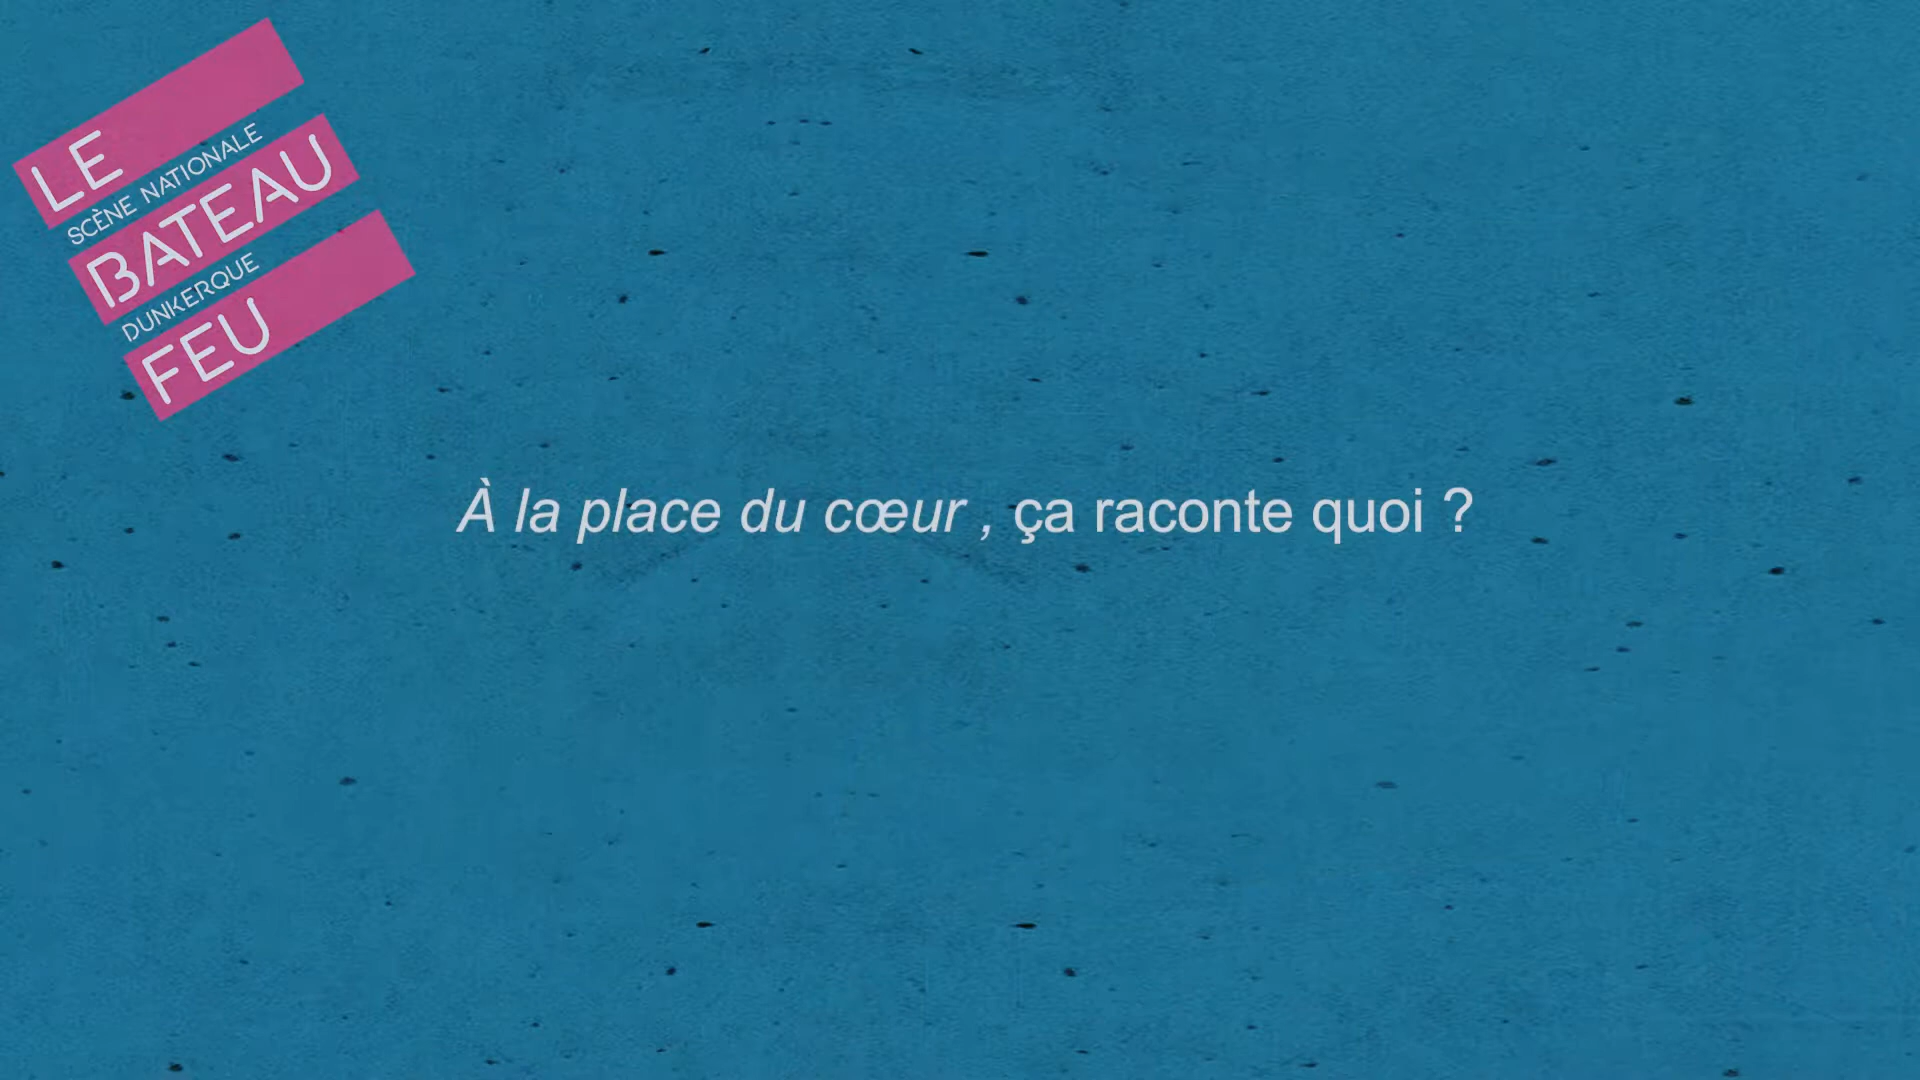 LE
SCÈNE NATIONALE
BATEAU
DUNKERQUE
FEU
À la place du cœur , ça raconte quoi ?